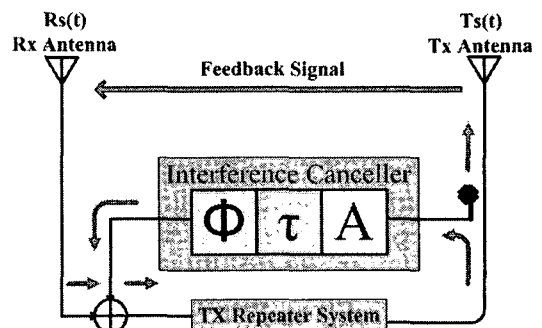 Rs(t)
Rx Antenna
Ts(t)
Tx Antenna
Feedback Signal
Interference Canceller
Φ τ A
TX Repeater System